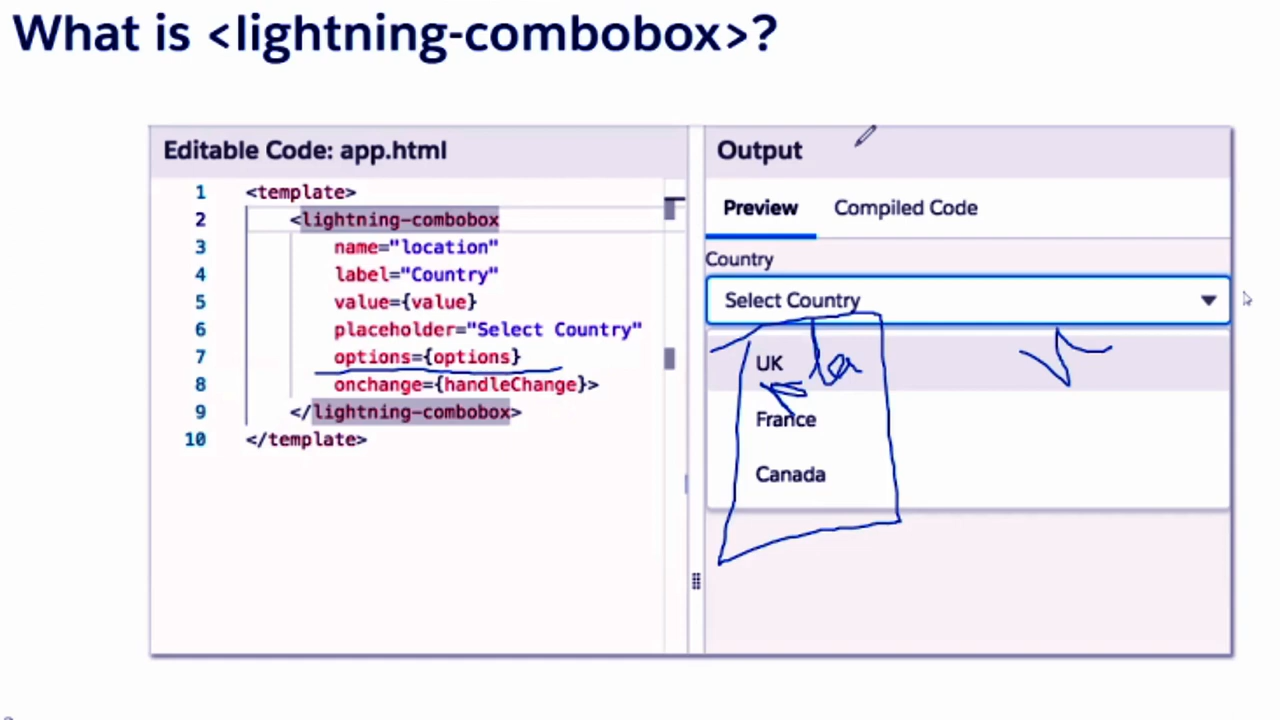 What is <lightning-combobox>?
Editable Code: app.html
1 <template>
2 <lightning-combobox
3 name="location"
4 label="Country"
5 value={value}
6 placeholder="Select Country"
7 options={options}
8 onchange={handleChange}>
9 </lightning-combobox>
10 </template>
Output
Preview Compiled Code
Country
Select Country
UK
France
Canada